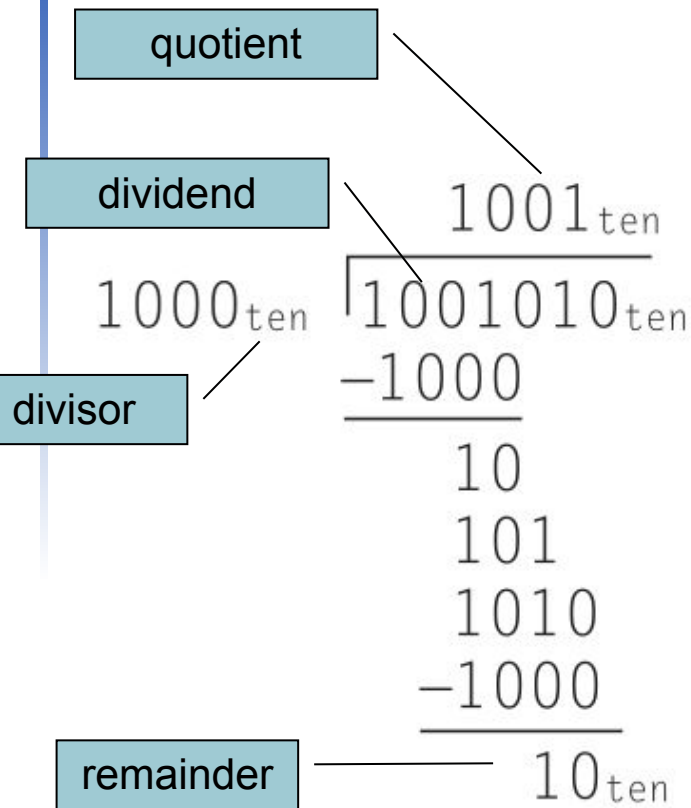 quotient
dividend
1001ten
1000ten 1001010ten
−1000
divisor
10
101
1010
−1000
remainder
10ten